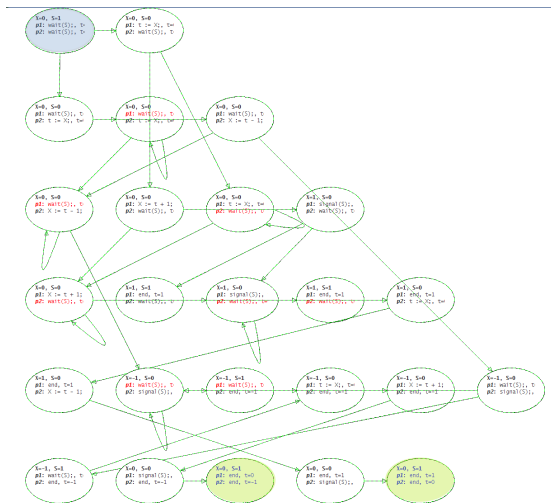 X=0, S=1
p1: wait(S);, t=
p2: wait(S);, t=
X=0, S=0
p1: t := X;, t=
p2: wait(S);, t=
X=0, S=0
p1: wait(S);, t=
p2: t := X;, t=
X=0, S=0
p1: wait(S);, t=
p2: t := X;, t=
X=0, S=0
p1: wait(S);, t=
p2: X := t - 1;
X=0, S=0
p1: wait(S);, t
p2: X := t - 1;
X=0, S=0
p1: X := t + 1;
p2: wait(S);, t
X=0, S=0
p1: t := X;, t=
p2: wait(S);, t
X=1, S=0
p1: signal(S);,
p2: wait(S);, t
X=0, S=0
p1: X := t + 1;
p2: wait(S);, t
X=1, S=1
p1: end, t=1
p2: wait(S);, t
X=1, S=0
p1: signal(S);,
p2: wait(S);, t
X=1, S=1
p1: end, t=1
p2: wait(S);, t
X=1, S=0
p1: end, t=1
p2: t := X;, t=
X=1, S=0
p1: end, t=1
p2: X := t - 1;
X=-1, S=0
p1: wait(S);, t
p2: signal(S);,
X=-1, S=1
p1: wait(S);, t
p2: end, t=-1
X=-1, S=0
p1: t := X;, t=
p2: end, t=-1
X=-1, S=0
p1: X := t + 1;
p2: end, t=-1
X=-1, S=0
p1: wait(S);, t
p2: signal(S);,
X=-1, S=1
p1: wait(S);, t
p2: end, t=-1
X=0, S=0
p1: signal(S);,
p2: end, t=-1
X=0, S=1
p1: end, t=0
p2: end, t=-1
X=0, S=0
p1: end, t=1
p2: signal(S);,
X=0, S=1
p1: end, t=1
p2: end, t=0